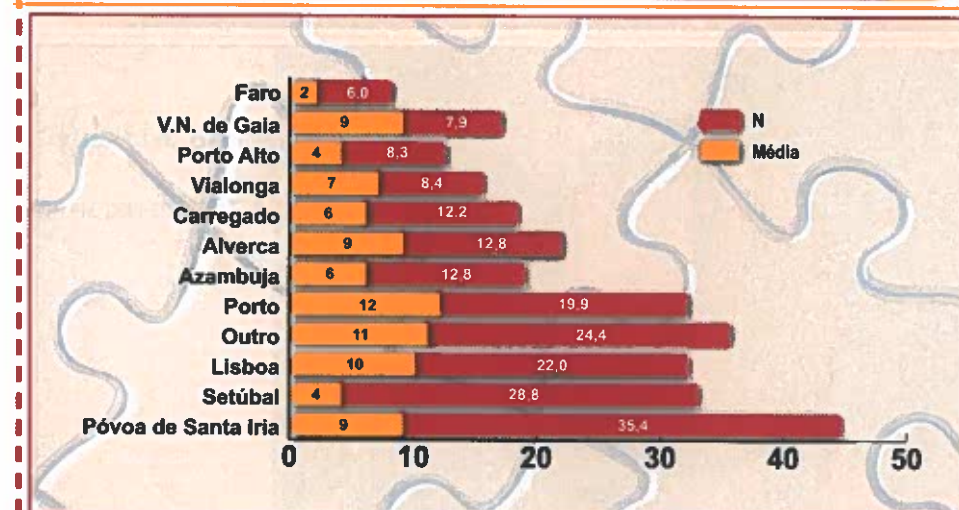 Faro 2 6.0
V.N. de Gaia 9 7,9
Porto Alto 4 8,3
Vialonga 7 8,4
Carregado 6 12.2
Alverca 9 12,8
Azambuja 6 12,8
Porto 12 19,9
Outro 11 24,4
Lisboa 10 22,0
Setúbal 4 28,8
Póvoa de Santa Iria 9 35,4
0 10 20 30 40 50
N
Média